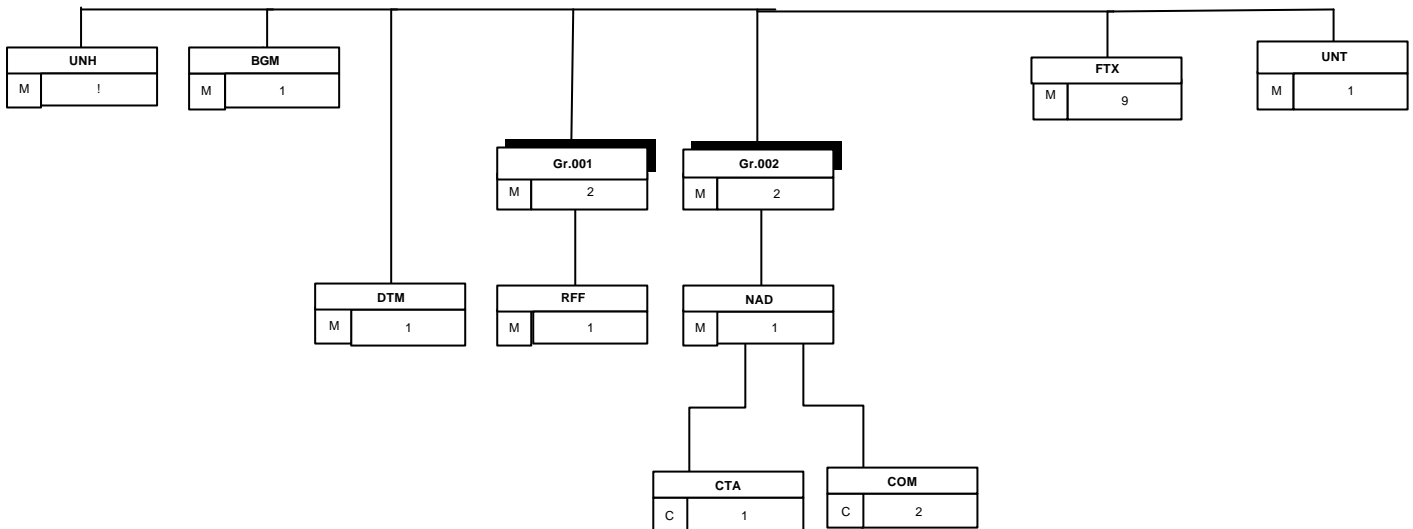 UNH
M !
BGM
M 1
FTX
M 9
UNT
M 1
Gr.001
M 2
Gr.002
M 2
DTM
M 1
RFF
M 1
NAD
M 1
CTA
C 1
COM
C 2